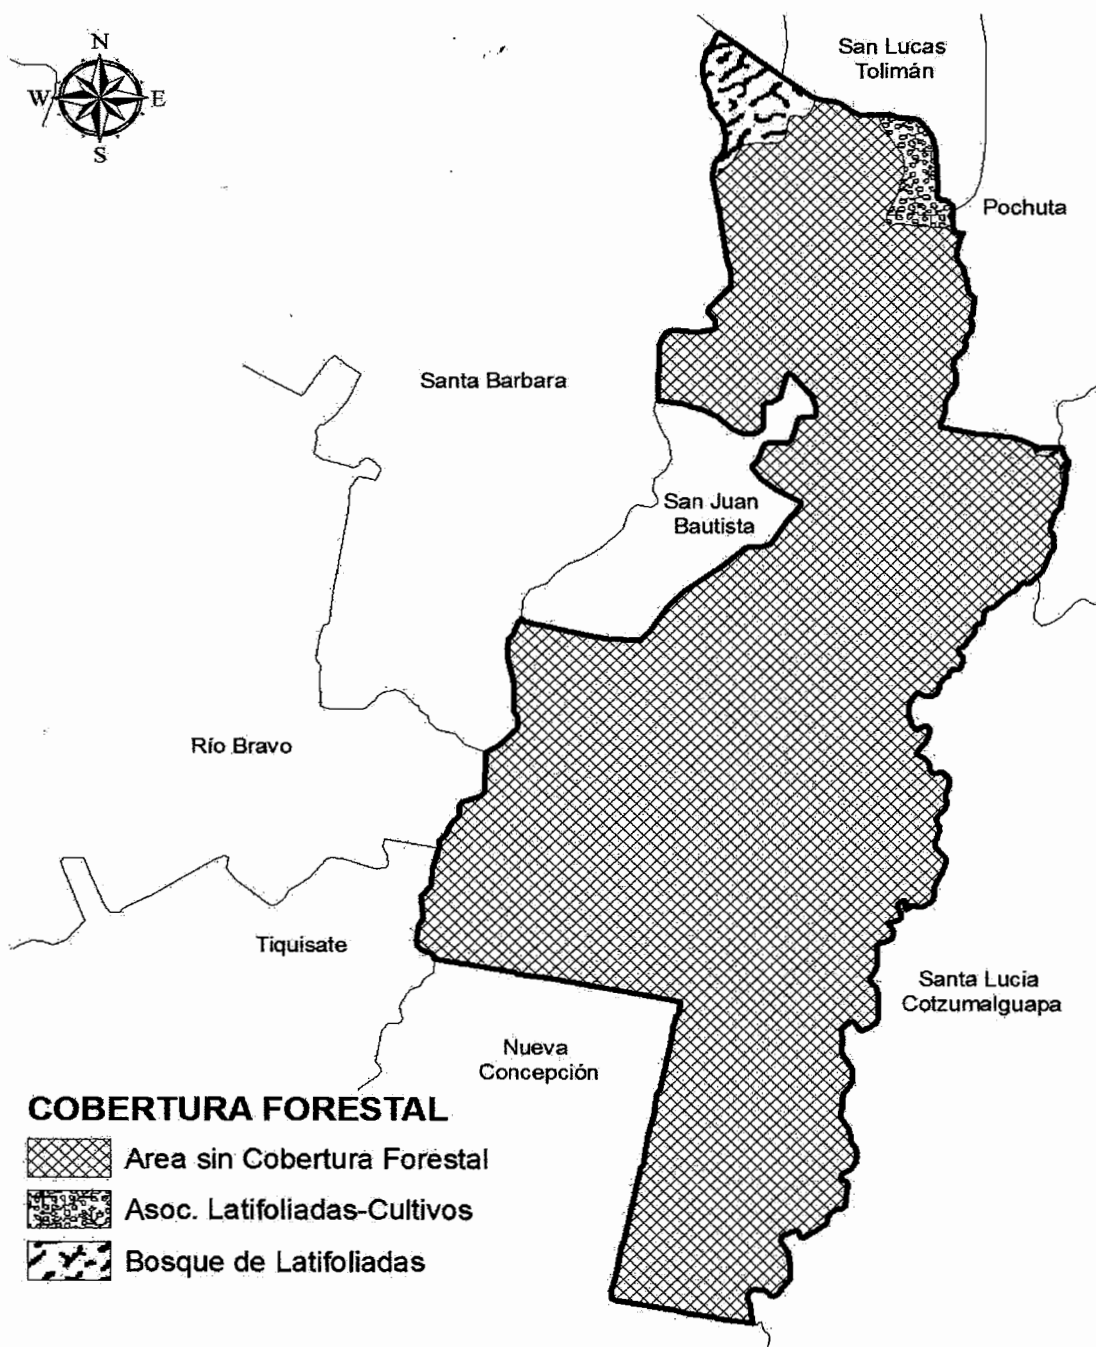 N
W E
S
San Lucas
Tolimán
Pochuta
Santa Barbara
San Juan
Bautista
Río Bravo
Tiquisate
Santa Lucía
Cotzumalguapa
Nueva
Concepción
COBERTURA FORESTAL
Area sin Cobertura Forestal
Asoc. Latifoliadas-Cultivos
Bosque de Latifoliadas